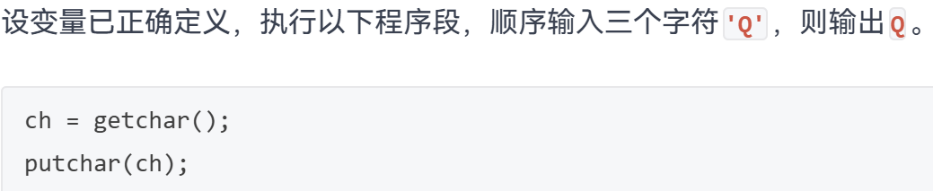 设变量已正确定义，执行以下程序段，顺序输入三个字符'Q'，则输出Q。
ch = getchar();
putchar(ch);